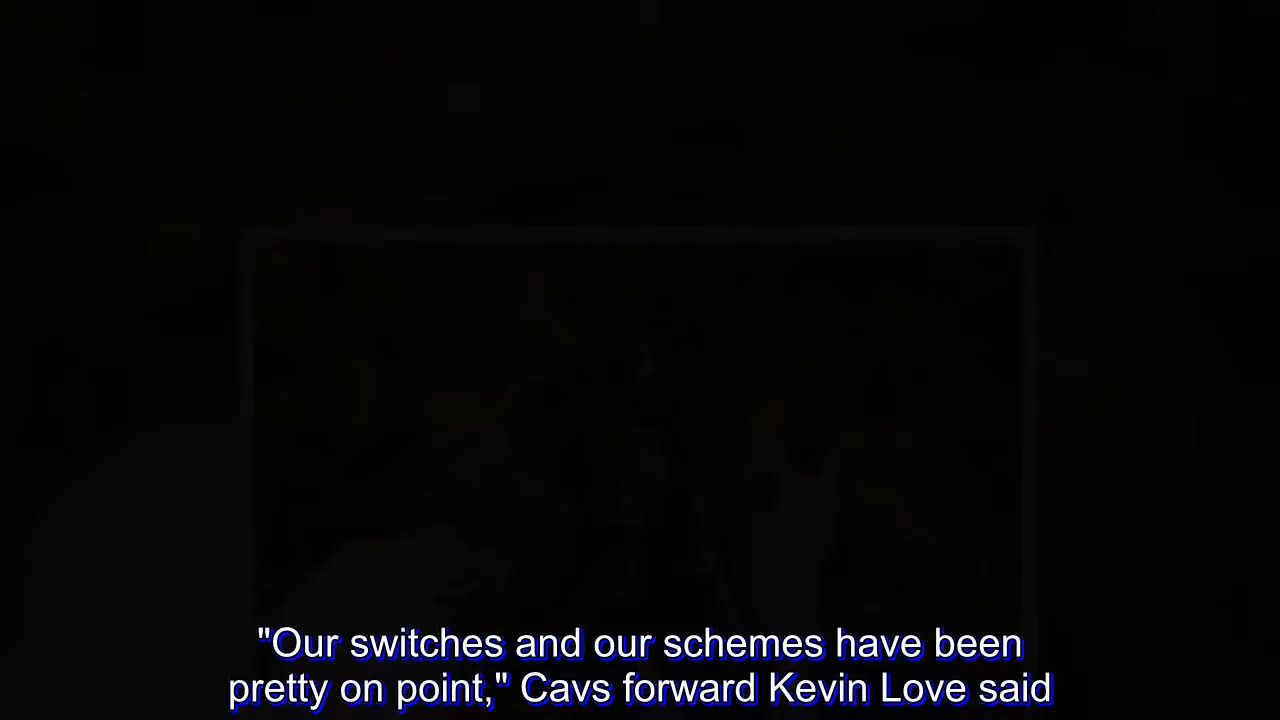 "Our switches and our schemes have been
pretty on point," Cavs forward Kevin Love said